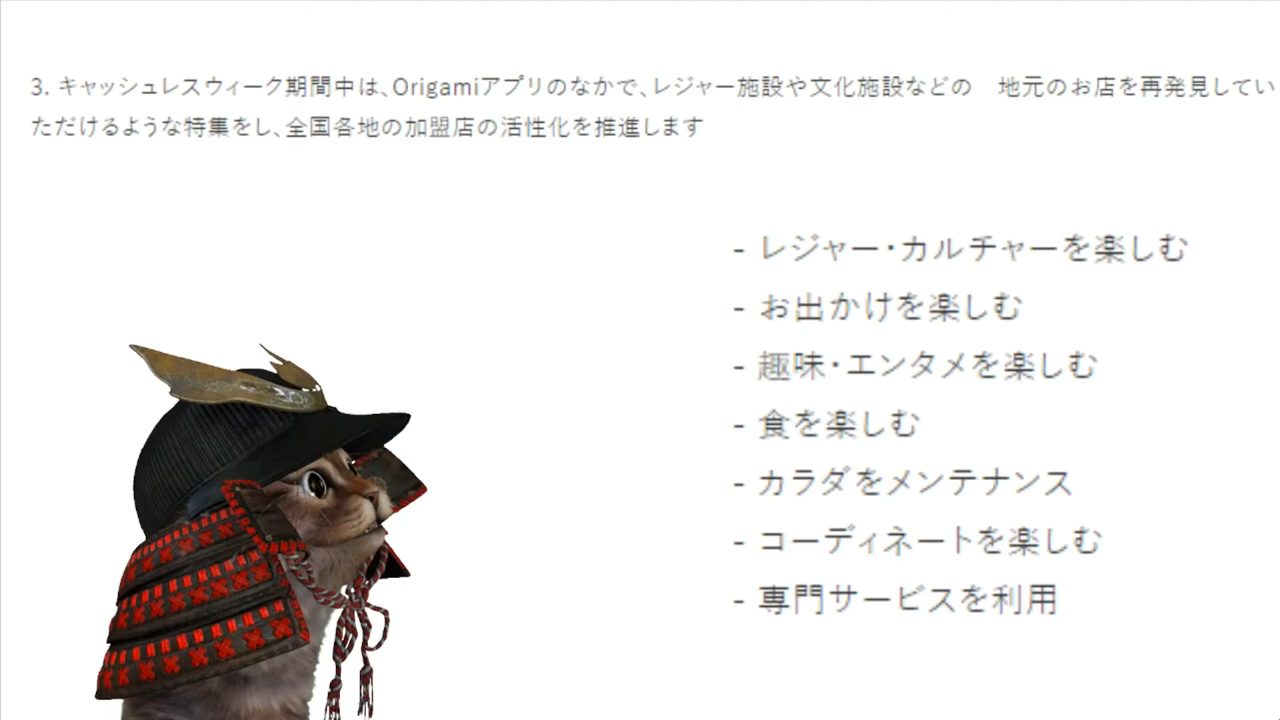 3. キャッシュレスウィーク期間中は、Origamiアプリのなかで、レジャー施設や文化施設などの　地元のお店を再発見してい
ただけるような特集をし、全国各地の加盟店の活性化を推進します
- レジャー・カルチャーを楽しむ
- お出かけを楽しむ
- 趣味・エンタメを楽しむ
- 食を楽しむ
- カラダをメンテナンス
- コーディネートを楽しむ
- 専門サービスを利用